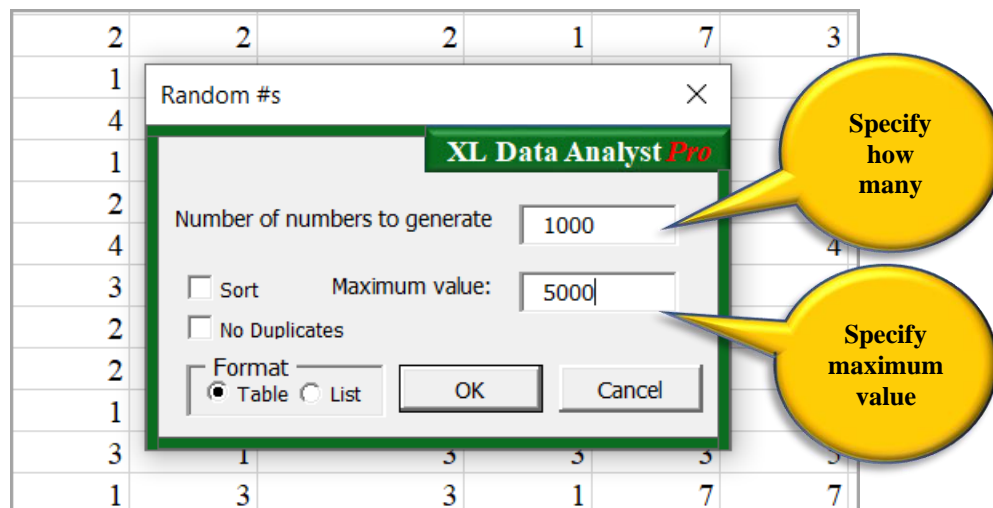 2 2 2 1 7 3
1
Random #s
4
XL Data Analyst Pro
1
Specify
how
many
2
Number of numbers to generate 1000
4 4
3
Sort Maximum value: 5000
2
No Duplicates
Specify
maximum
value
2
Format
Table List OK Cancel
1
3 1 3 3 3
1 3 3 1 7 7